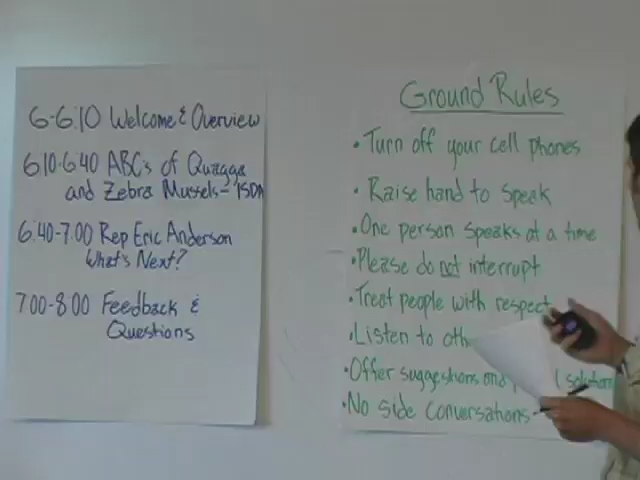 6-6:10 Welcome & Overview
6:10-6:40 ABC's of Quagga
and Zebra Mussels- ISDA
6:40-7:00 Rep Eric Anderson
What's Next?
7:00-8:00 Feedback &
Questions
Ground Rules
• Turn off your cell phones
• Raise hand to speak
• One person speaks at a time
• Please do not interrupt
• Treat people with respect
• Listen to
• Offer suggestions and
• No side conversations